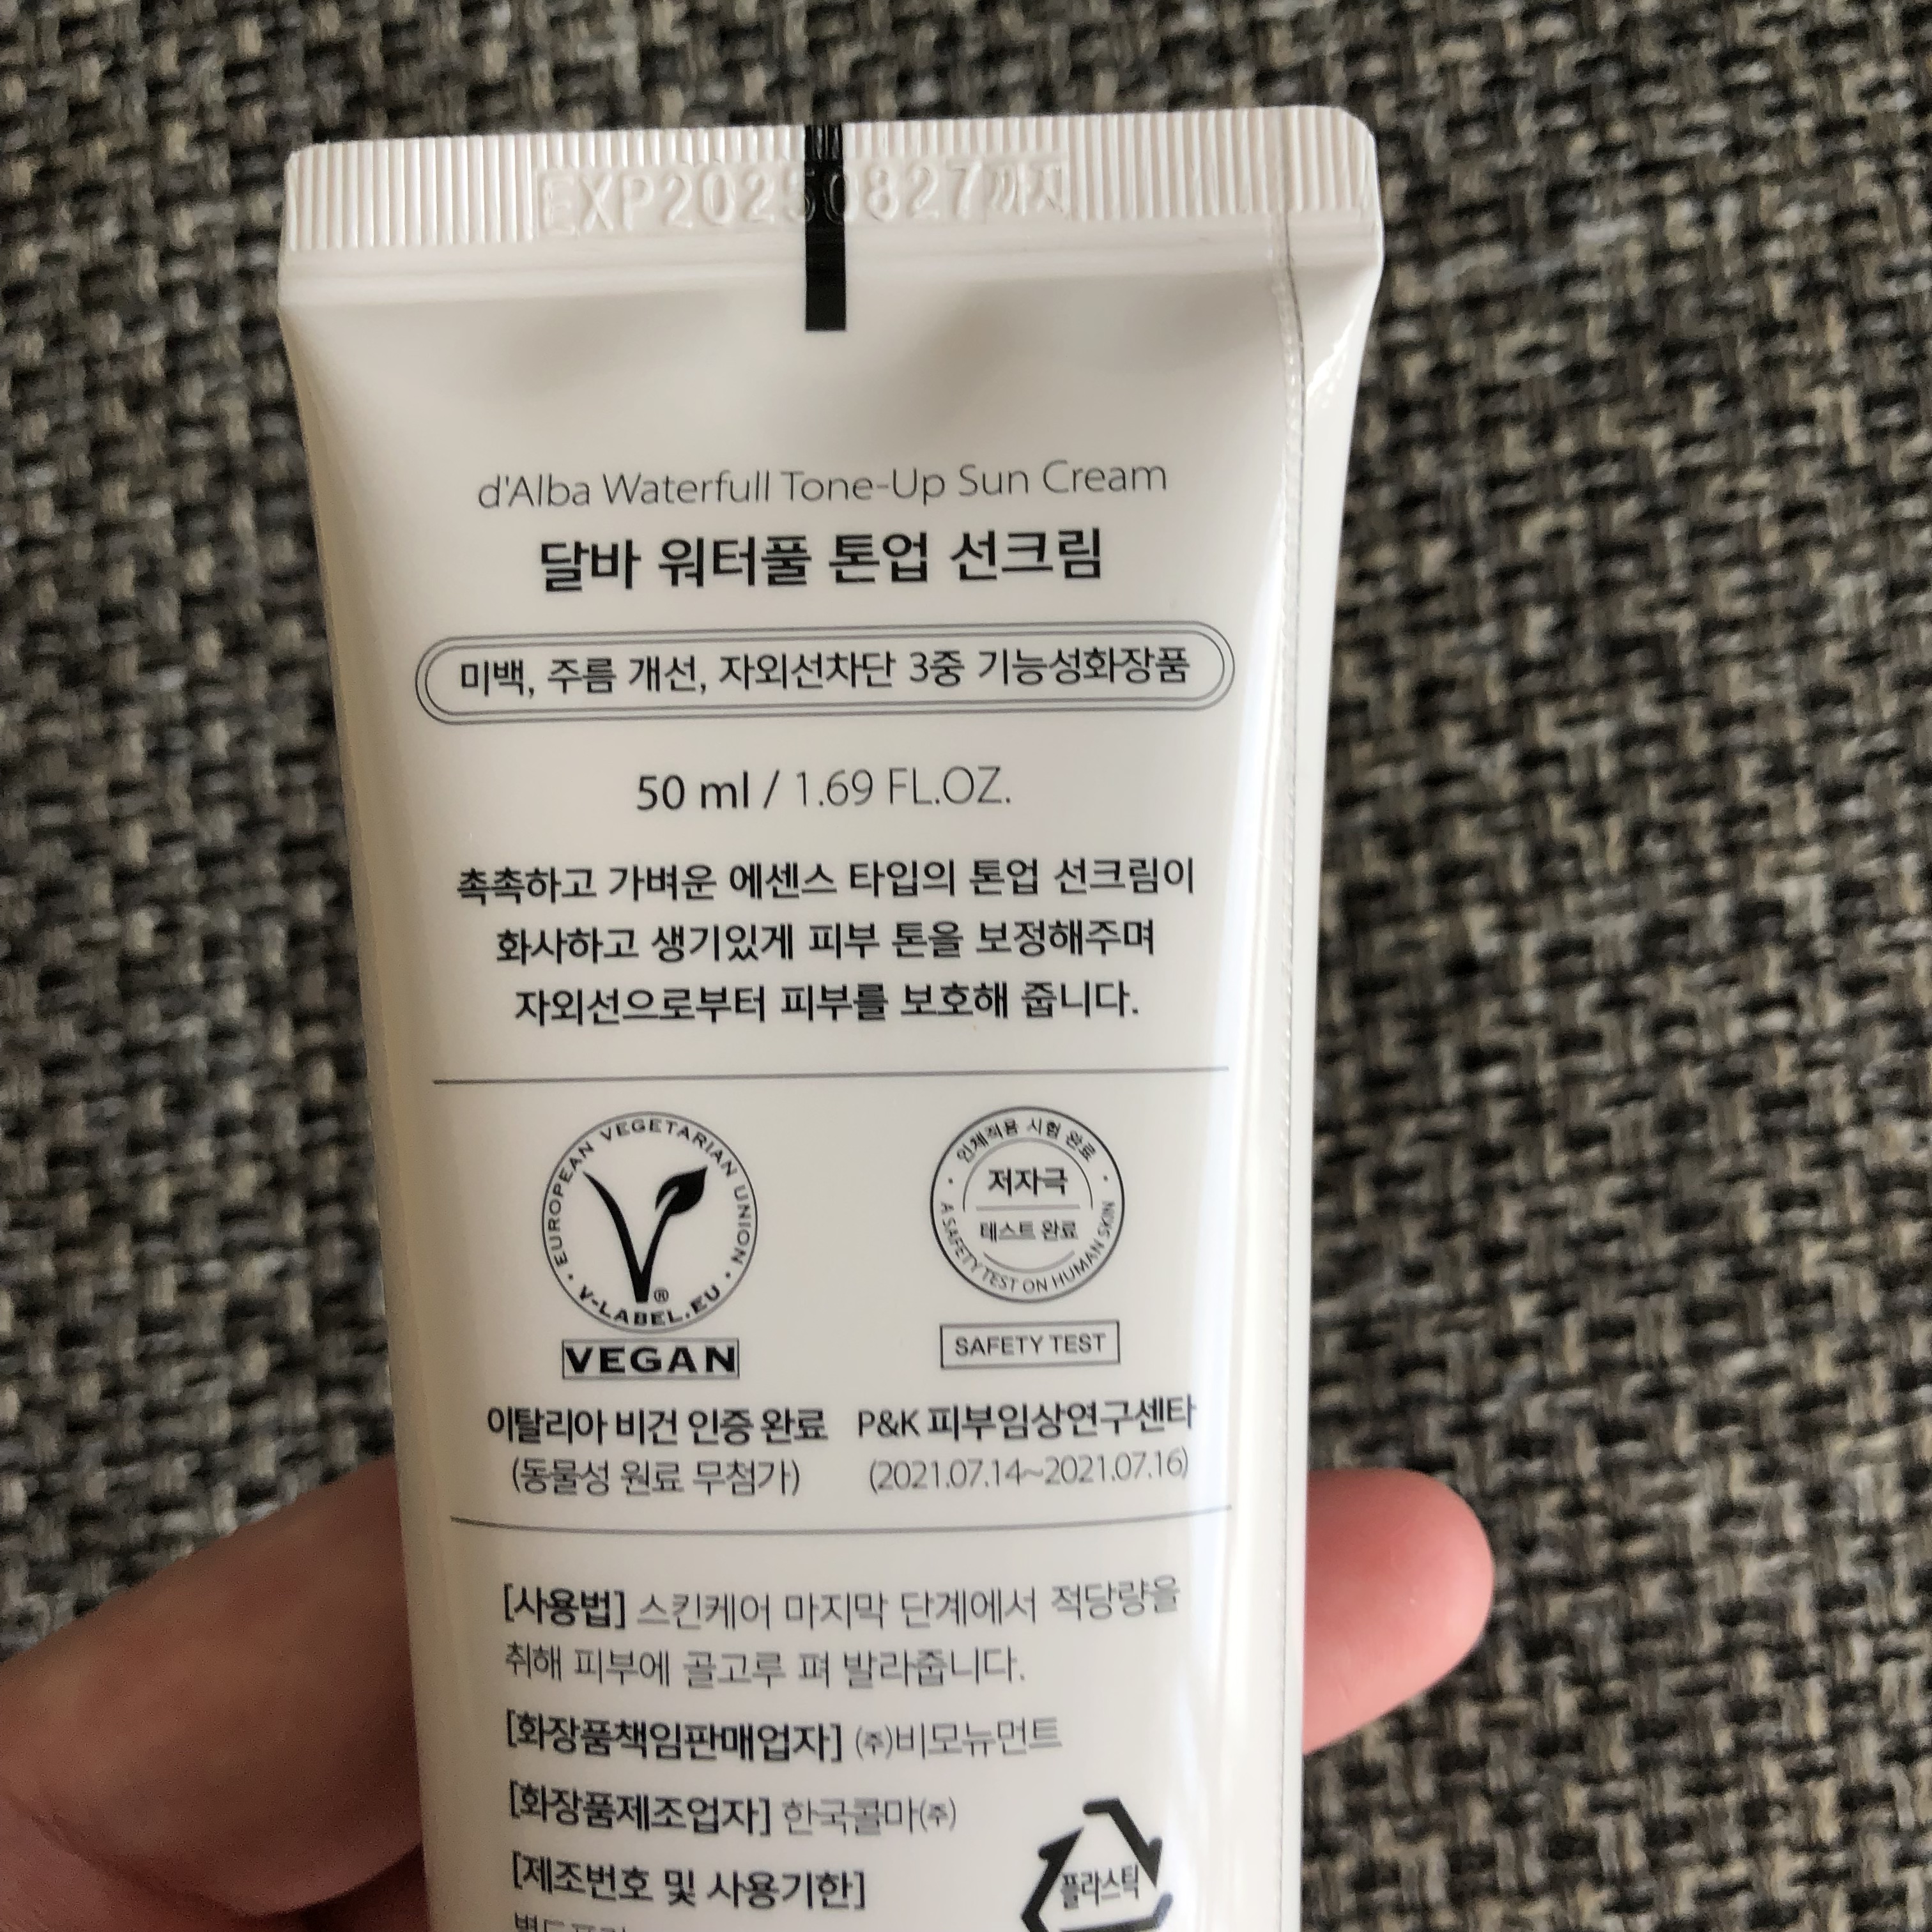 EXP20250827까지
d'Alba Waterfull Tone-Up Sun Cream
달바 워터풀 톤업 선크림
미백, 주름 개선, 자외선차단 3중 기능성화장품
50 ml / 1.69 FL.OZ.
촉촉하고 가벼운 에센스 타입의 톤업 선크림이
화사하고 생기있게 피부 톤을 보정해주며
자외선으로부터 피부를 보호해 줍니다.
EUROPEAN VEGETARIAN UNION
V-LABEL.EU
®
VEGAN
인체적용 시험 완료
저자극
테스트 완료
A SAFETY TEST ON HUMAN SKIN
SAFETY TEST
이탈리아 비건 인증 완료
(동물성 원료 무첨가)
P&K 피부임상연구센타
(2021.07.14~2021.07.16)
[사용법] 스킨케어 마지막 단계에서 적당량을
취해 피부에 골고루 펴 발라줍니다.
[화장품책임판매업자] (주)비모뉴먼트
[화장품제조업자] 한국콜마(주)
[제조번호 및 사용기한]
플라스틱